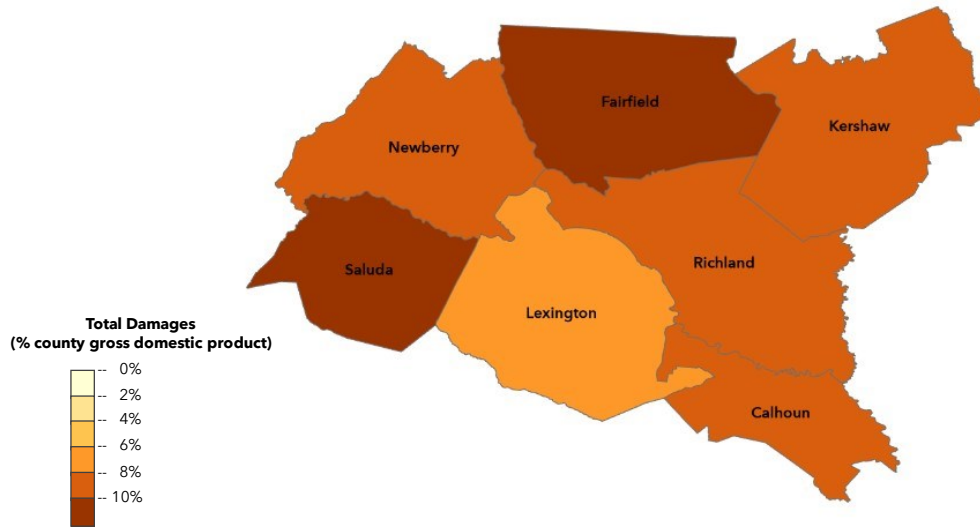 Fairfield
Kershaw
Newberry
Richland
Saluda
Lexington
Total Damages
(% county gross domestic product)
-- 0%
-- 2%
-- 4%
-- 6%
-- 8%
-- 10%
Calhoun